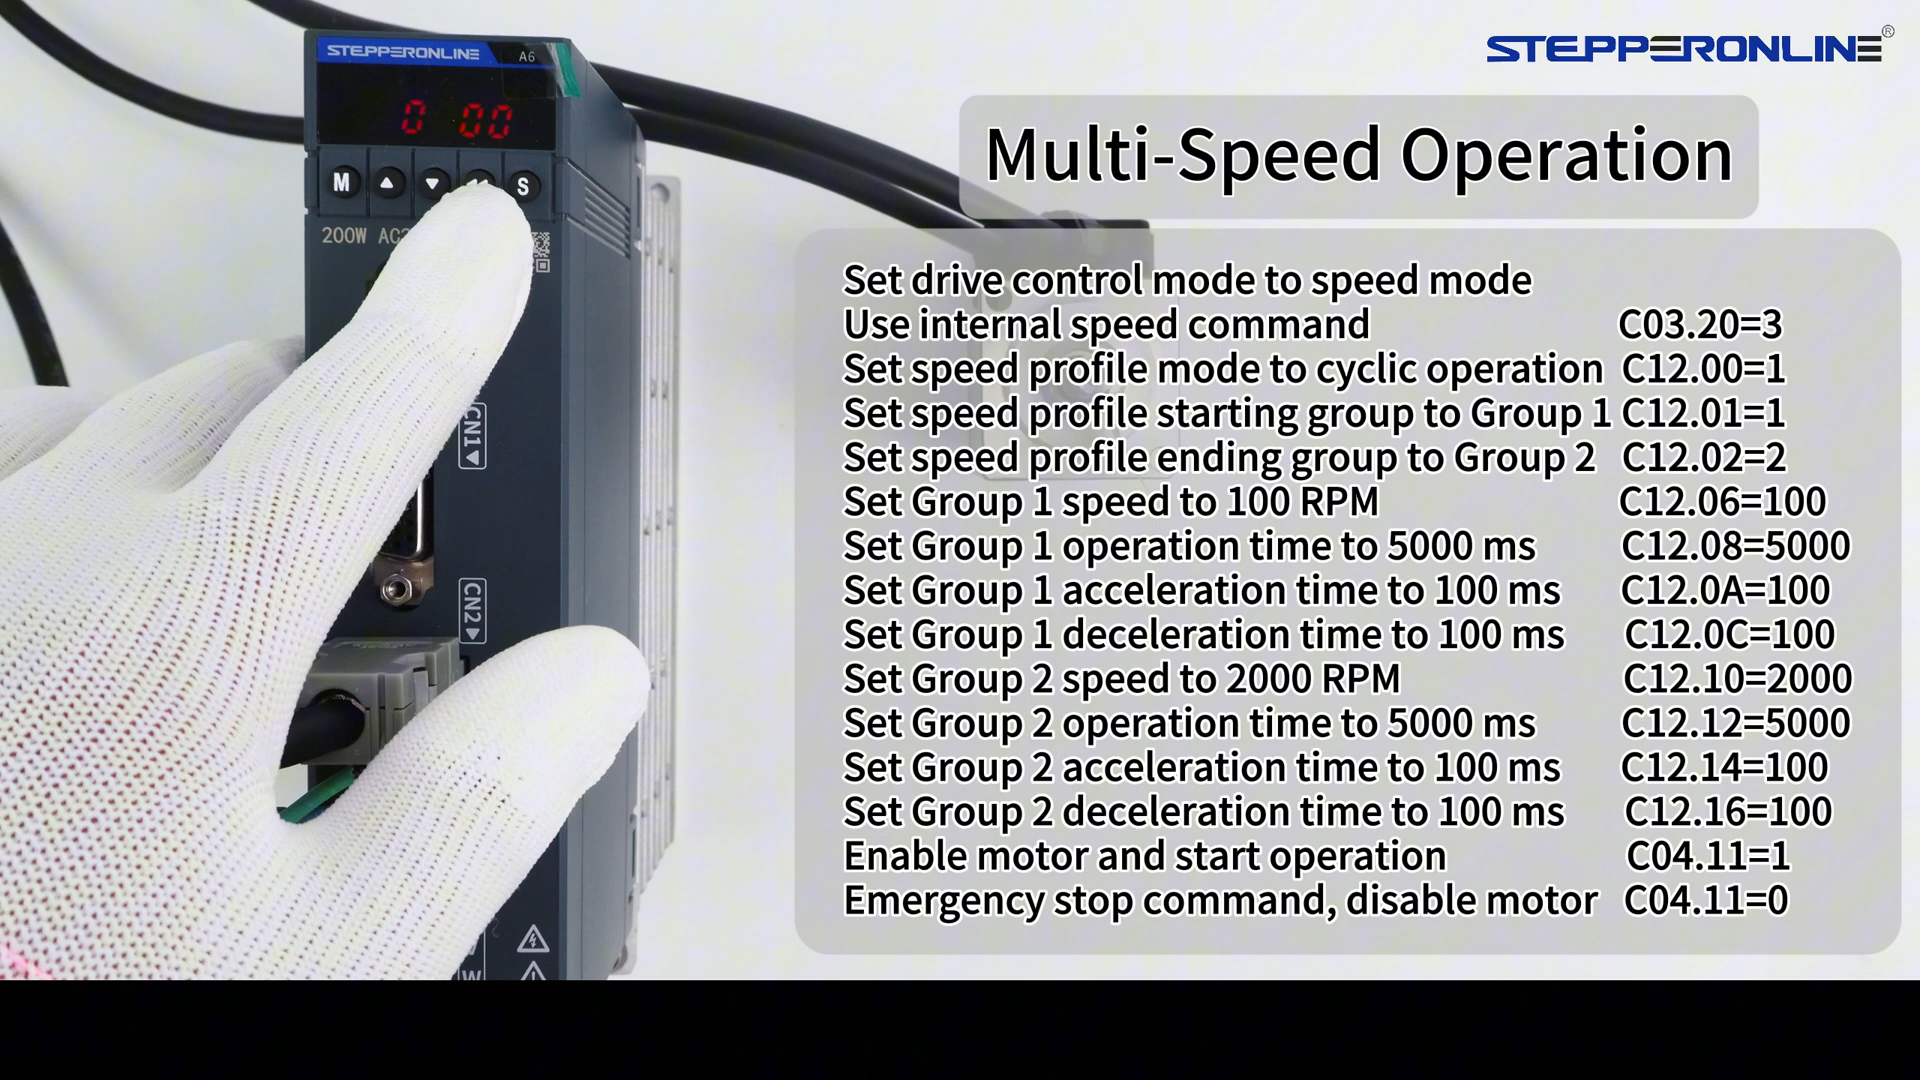 STEPPERONLINE®
STEPPERONLINE A6
0 00
M S
200W
Multi-Speed Operation
Set drive control mode to speed mode
Use internal speed command C03.20=3
Set speed profile mode to cyclic operation C12.00=1
Set speed profile starting group to Group 1 C12.01=1
Set speed profile ending group to Group 2 C12.02=2
Set Group 1 speed to 100 RPM C12.06=100
Set Group 1 operation time to 5000 ms C12.08=5000
Set Group 1 acceleration time to 100 ms C12.0A=100
Set Group 1 deceleration time to 100 ms C12.0C=100
Set Group 2 speed to 2000 RPM C12.10=2000
Set Group 2 operation time to 5000 ms C12.12=5000
Set Group 2 acceleration time to 100 ms C12.14=100
Set Group 2 deceleration time to 100 ms C12.16=100
Enable motor and start operation C04.11=1
Emergency stop command, disable motor C04.11=0
CN1
CN2
W